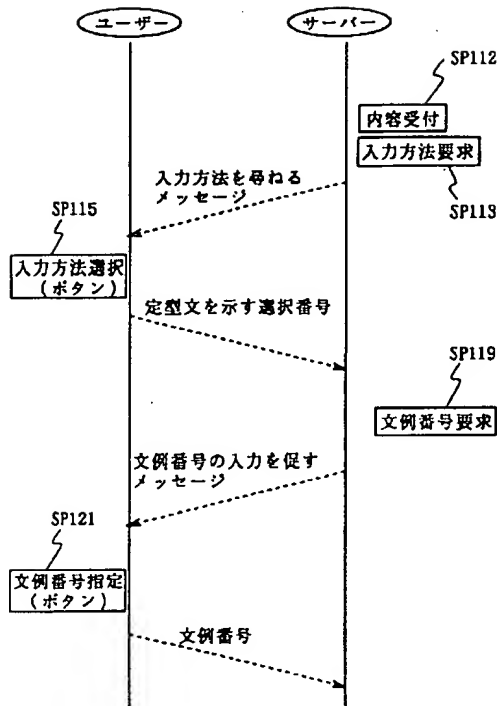 ユーザー
サーバー
SP112
内容受付
入力方法要求
SP113
入力方法を尋ねる
メッセージ
SP115
入力方法選択
(ボタン)
定型文を示す選択番号
SP119
文例番号要求
文例番号の入力を促す
メッセージ
SP121
文例番号指定
(ボタン)
文例番号